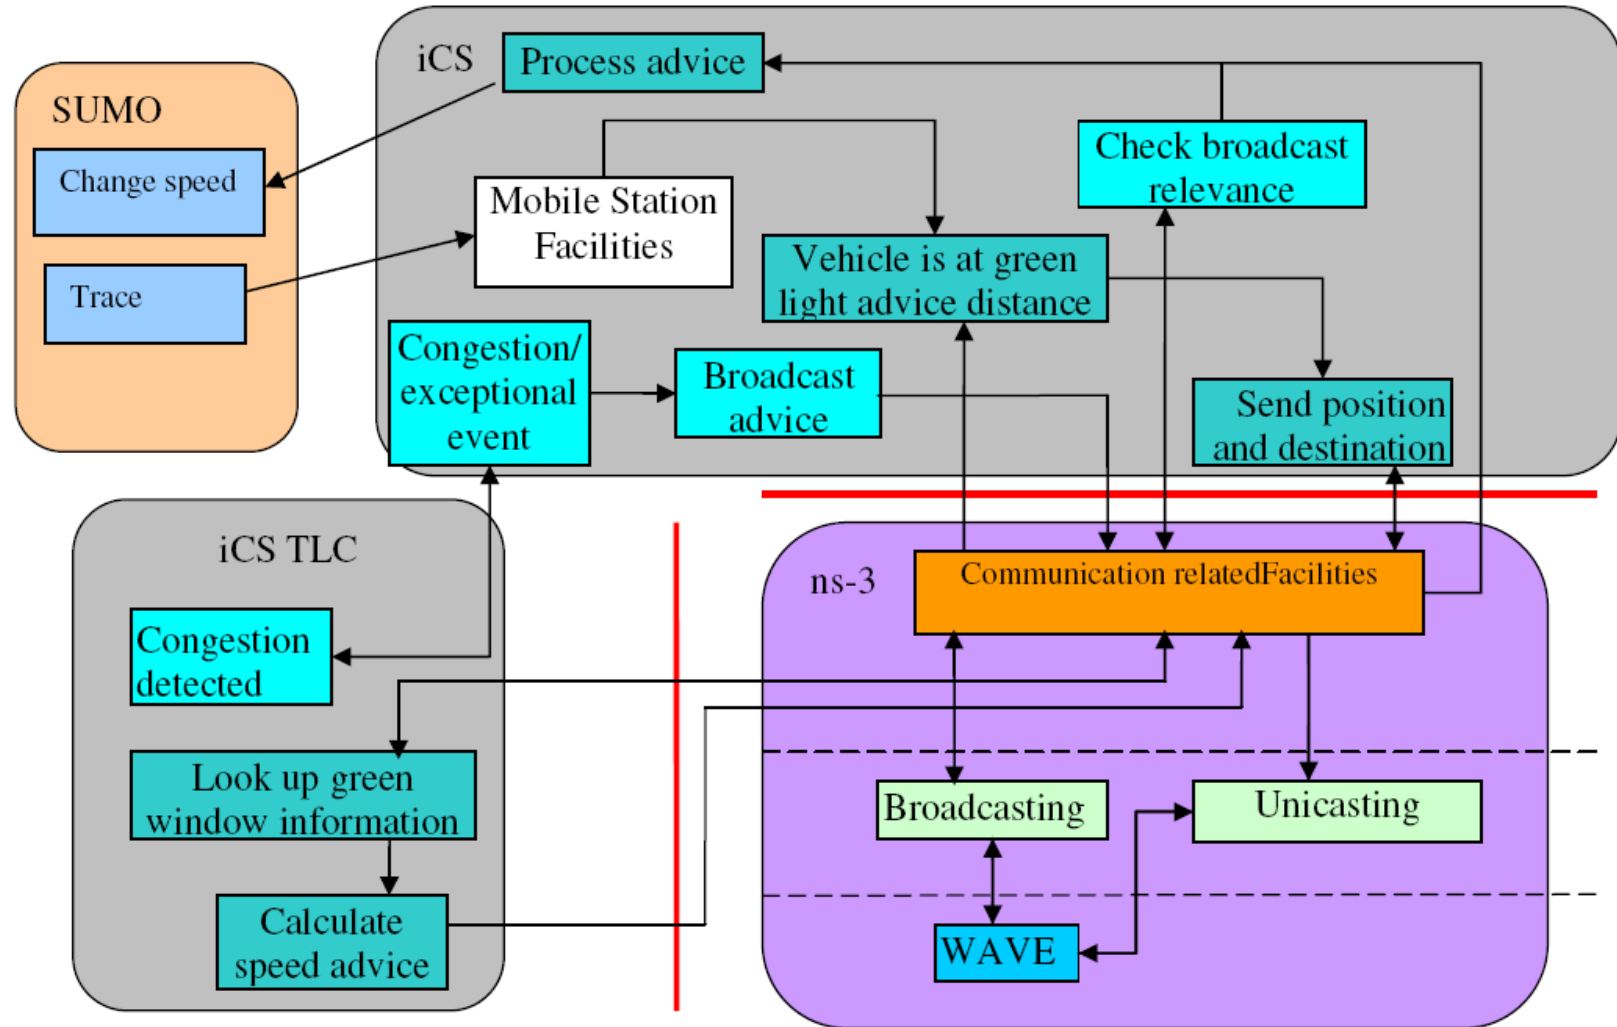 iCS
Process advice
SUMO
Change speed
Trace
Mobile Station
Facilities
Check broadcast
relevance
Vehicle is at green
light advice distance
Congestion/
exceptional
event
Broadcast
advice
Send position
and destination
iCS TLC
Congestion
detected
Look up green
window information
Calculate
speed advice
ns-3
Communication relatedFacilities
Broadcasting
Unicasting
WAVE